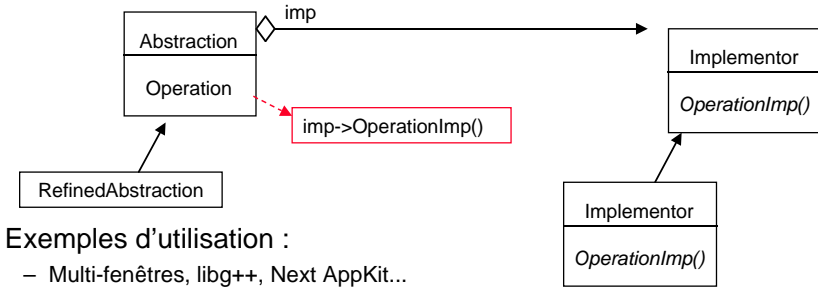 imp
Abstraction
Operation
Implementor
OperationImp()
imp->OperationImp()
RefinedAbstraction
Implementor
OperationImp()
Exemples d'utilisation :
– Multi-fenêtres, libg++, Next AppKit...